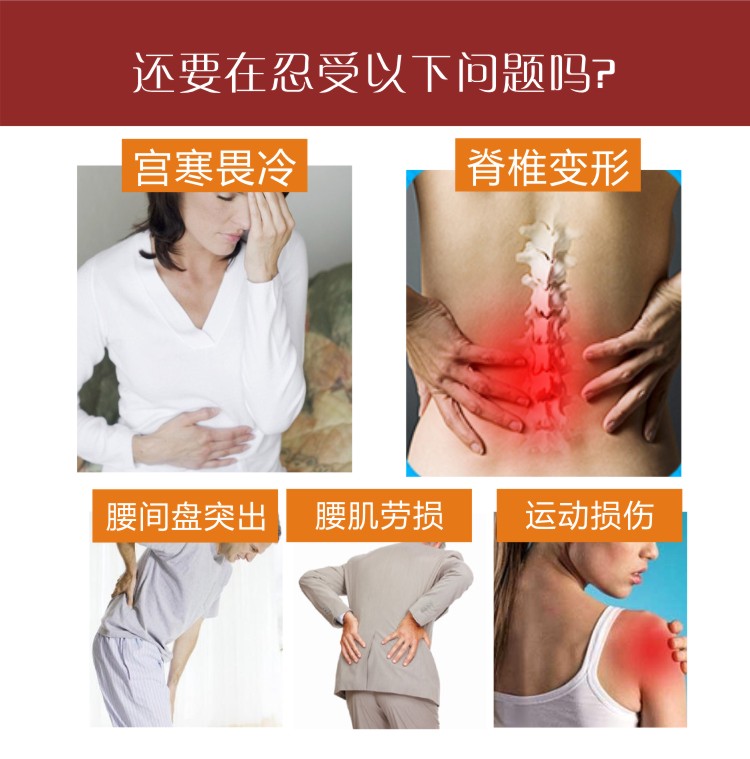 还要在忍受以下问题吗?
宫寒畏冷
脊椎变形
腰间盘突出
腰肌劳损
运动损伤